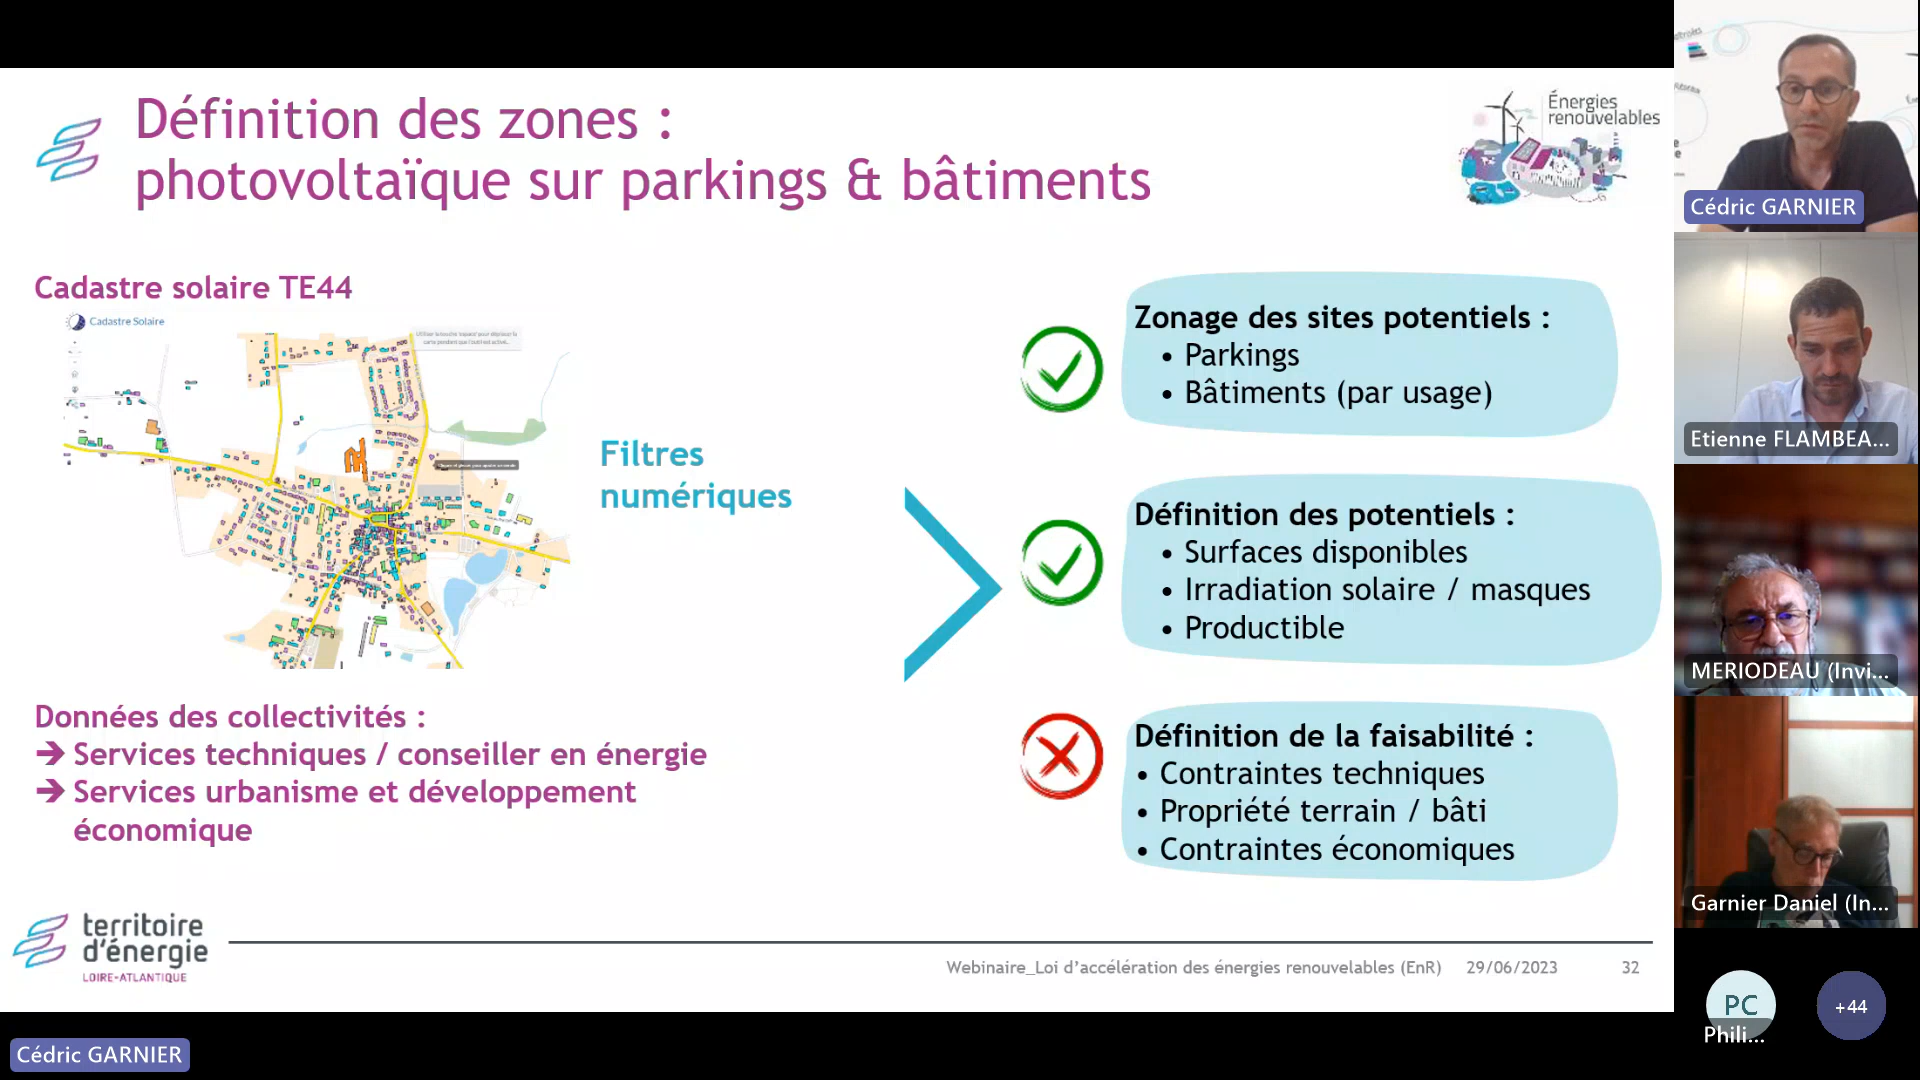 Définition des zones :
photovoltaïque sur parkings & bâtiments
Énergies
renouvelables
Cadastre solaire TE44
Cadastre Solaire
Filtres
numériques
Zonage des sites potentiels :
• Parkings
• Bâtiments (par usage)
Définition des potentiels :
• Surfaces disponibles
• Irradiation solaire / masques
• Productible
Définition de la faisabilité :
• Contraintes techniques
• Propriété terrain / bâti
• Contraintes économiques
Données des collectivités :
➔ Services techniques / conseiller en énergie
➔ Services urbanisme et développement
économique
territoire
d'énergie
LOIRE-ATLANTIQUE
Webinaire_Loi d'accélération des énergies renouvelables (EnR) 29/06/2023 32
Cédric GARNIER
Cédric GARNIER
Etienne FLAMBEA...
MERIODEAU (Invi...
Garnier Daniel (In...
PC
Phili...
+44